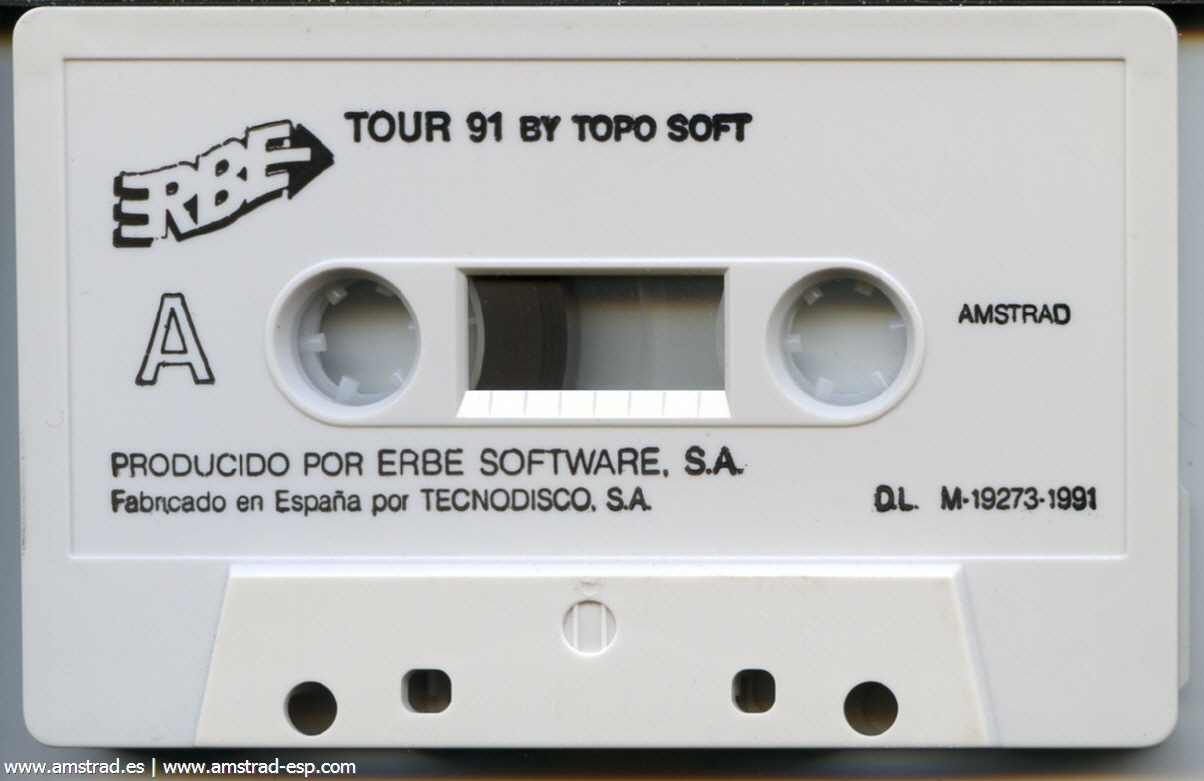 ERBE
TOUR 91 BY TOPO SOFT
A
AMSTRAD
PRODUCIDO POR ERBE SOFTWARE, S.A.
Fabricado en España por TECNODISCO, S.A.
D.L. M-19273-1991
www.amstrad.es | www.amstrad-esp.com